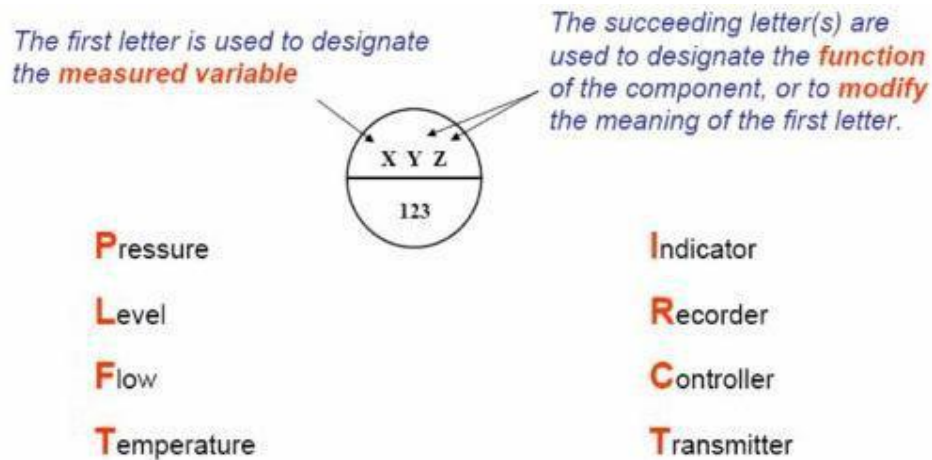 The first letter is used to designate
the measured variable
The succeeding letter(s) are
used to designate the function
of the component, or to modify
the meaning of the first letter.
X Y Z
123
Pressure
Level
Flow
Temperature
Indicator
Recorder
Controller
Transmitter